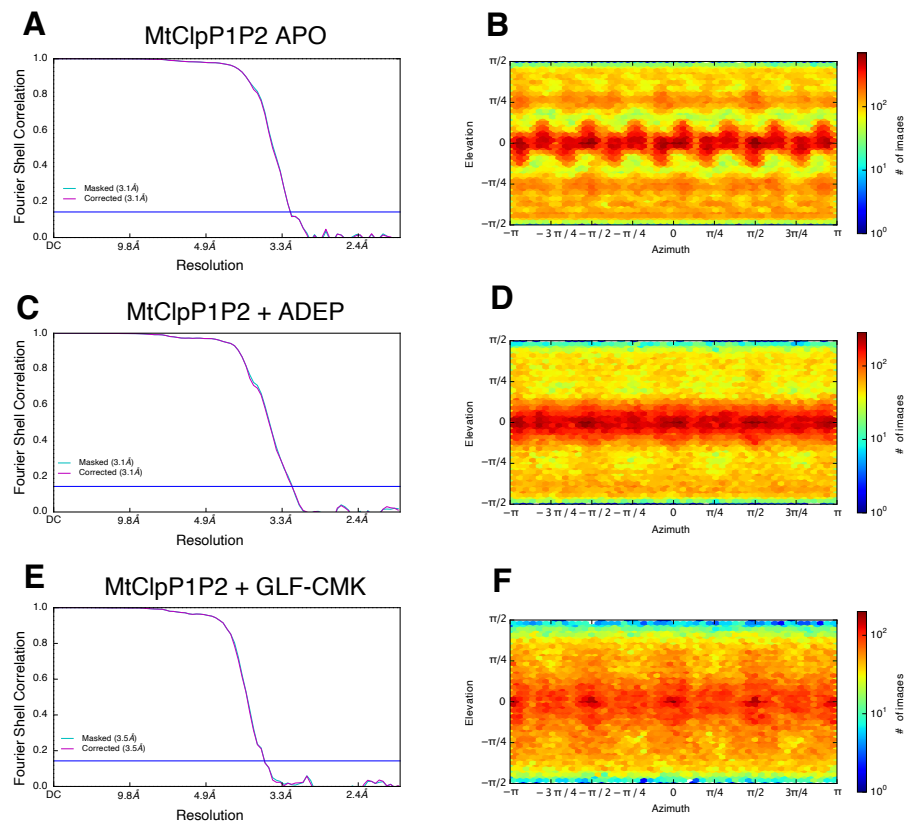 A
MtClpP1P2 APO
Fourier Shell Correlation
1.0
0.8
0.6
0.4
0.2
0.0
Masked (3.1Å)
Corrected (3.1Å)
DC 9.8Å 4.9Å 3.3Å 2.4Å
Resolution
B
Elevation
π/2
π/4
0
−π/4
−π/2
−π −3π/4 −π/2 −π/4 0 π/4 π/2 3π/4 π
Azimuth
10²
10¹
10⁰
# of images
C
MtClpP1P2 + ADEP
Fourier Shell Correlation
1.0
0.8
0.6
0.4
0.2
0.0
Masked (3.1Å)
Corrected (3.1Å)
DC 9.8Å 4.9Å 3.3Å 2.4Å
Resolution
D
Elevation
π/2
π/4
0
−π/4
−π/2
−π −3π/4 −π/2 −π/4 0 π/4 π/2 3π/4 π
Azimuth
10²
10¹
10⁰
# of images
E
MtClpP1P2 + GLF-CMK
Fourier Shell Correlation
1.0
0.8
0.6
0.4
0.2
0.0
Masked (3.5Å)
Corrected (3.5Å)
DC 9.8Å 4.9Å 3.3Å 2.4Å
Resolution
F
Elevation
π/2
π/4
0
−π/4
−π/2
−π −3π/4 −π/2 −π/4 0 π/4 π/2 3π/4 π
Azimuth
10²
10¹
10⁰
# of images